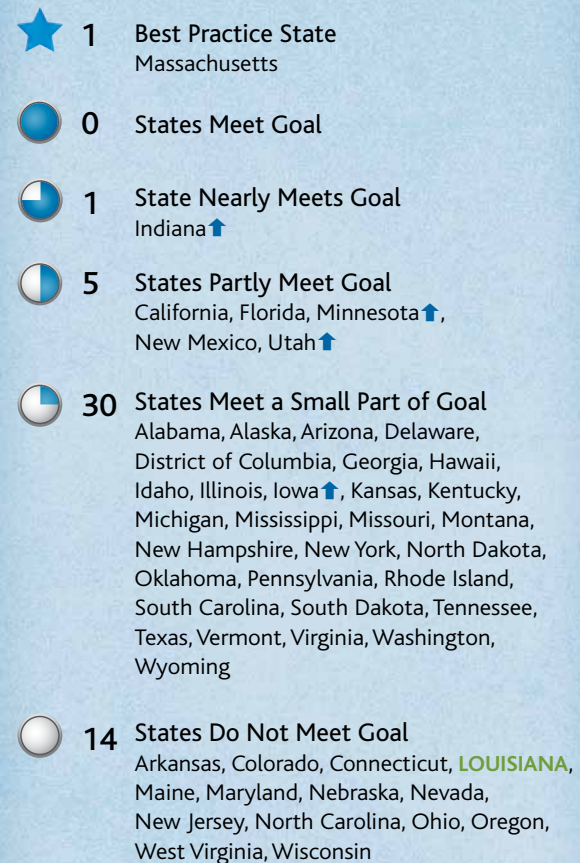 1 Best Practice State
Massachusetts
0 States Meet Goal
1 State Nearly Meets Goal
Indiana⬆
5 States Partly Meet Goal
California, Florida, Minnesota⬆,
New Mexico, Utah⬆
30 States Meet a Small Part of Goal
Alabama, Alaska, Arizona, Delaware,
District of Columbia, Georgia, Hawaii,
Idaho, Illinois, Iowa⬆, Kansas, Kentucky,
Michigan, Mississippi, Missouri, Montana,
New Hampshire, New York, North Dakota,
Oklahoma, Pennsylvania, Rhode Island,
South Carolina, South Dakota, Tennessee,
Texas, Vermont, Virginia, Washington,
Wyoming
14 States Do Not Meet Goal
Arkansas, Colorado, Connecticut, LOUISIANA,
Maine, Maryland, Nebraska, Nevada,
New Jersey, North Carolina, Ohio, Oregon,
West Virginia, Wisconsin